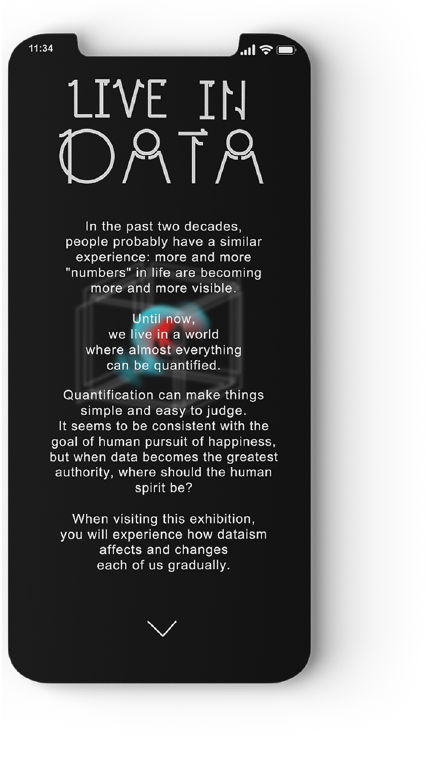 11:34
LIVE IN
DATA
In the past two decades,
people probably have a similar
experience: more and more
"numbers" in life are becoming
more and more visible.
Until now,
we live in a world
where almost everything
can be quantified.
Quantification can make things
simple and easy to judge.
It seems to be consistent with the
goal of human pursuit of happiness,
but when data becomes the greatest
authority, where should the human
spirit be?
When visiting this exhibition,
you will experience how dataism
affects and changes
each of us gradually.